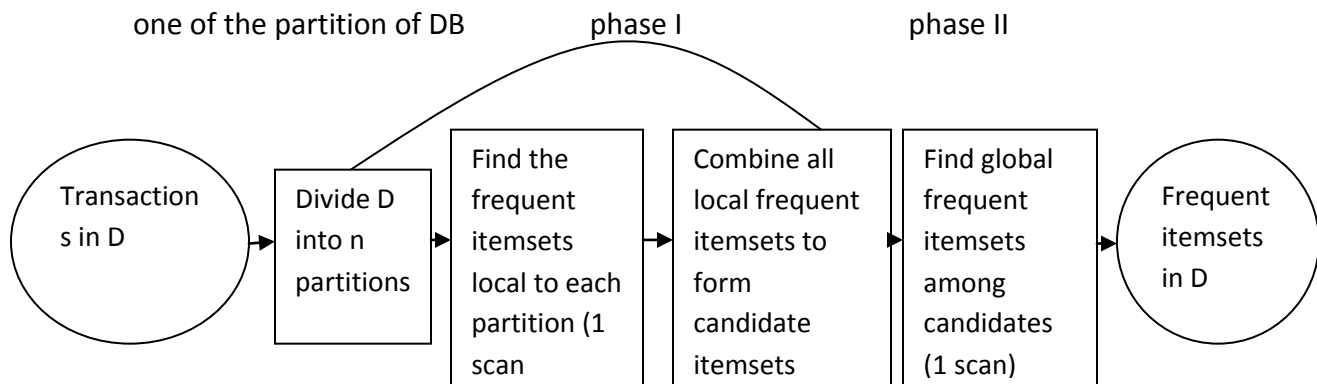 one of the partition of DB phase I phase II
Transaction
s in D
Divide D
into n
partitions
Find the
frequent
itemsets
local to each
partition (1
scan
Combine all
local frequent
itemsets to
form
candidate
itemsets
Find global
frequent
itemsets
among
candidates
(1 scan)
Frequent
itemsets
in D